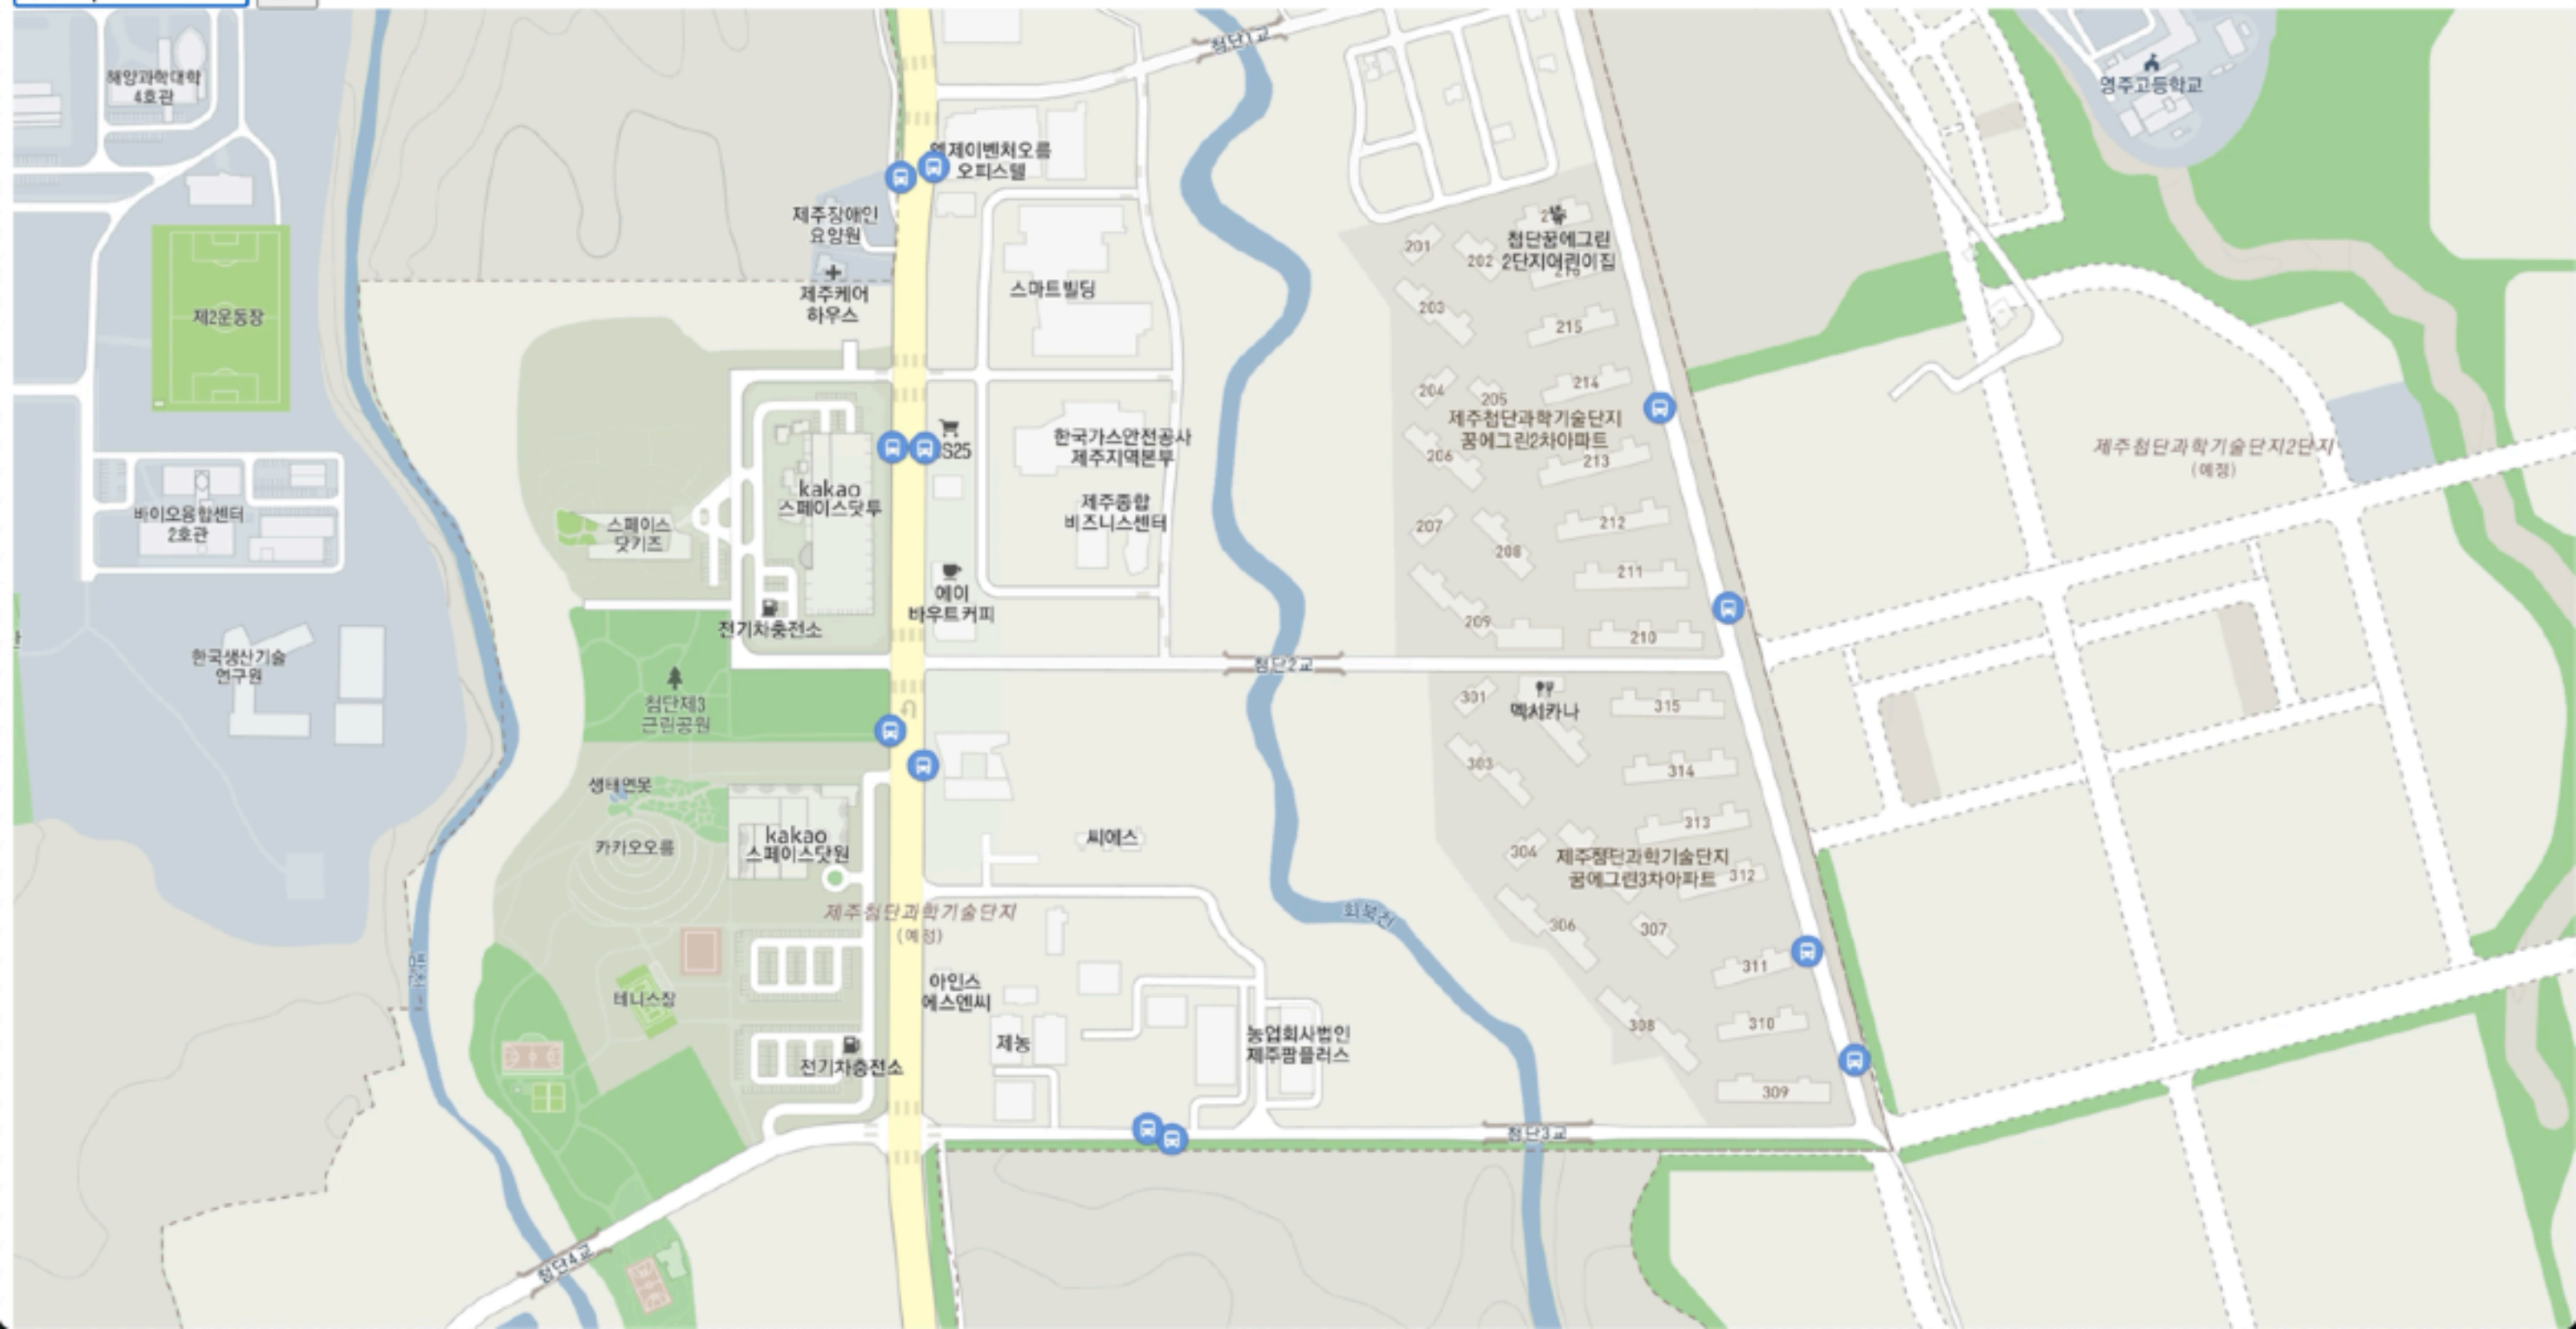 해양과학대학
4호관
첨단1교
영주고등학교
엘제이벤처오름
오피스텔
제주장애인
요양원
첨단꿈에그린
2단지어린이집
201
202
216
제주케어
하우스
스마트빌딩
203
215
제2운동장
204
205
214
제주첨단과학기술단지
꿈에그린2차아파트
GS25
한국가스안전공사
제주지역본부
206
213
제주첨단과학기술단지2단지
(예정)
kakao
스페이스닷투
제주종합
비즈니스센터
바이오융합센터
2호관
스페이스
닷키즈
207
208
212
211
에이
바우트커피
전기차충전소
209
210
한국생산기술
연구원
첨단2교
첨단제3
근린공원
301
멕시카나
315
303
314
생태연못
카카오오름
kakao
스페이스닷원
씨에스
313
304
제주첨단과학기술단지
꿈에그린3차아파트
312
제주첨단과학기술단지
(예정)
화북천
306
307
311
테니스장
아인스
에스엔씨
308
310
제농
농업회사법인
제주팜플러스
전기차충전소
309
첨단3교
첨단4교